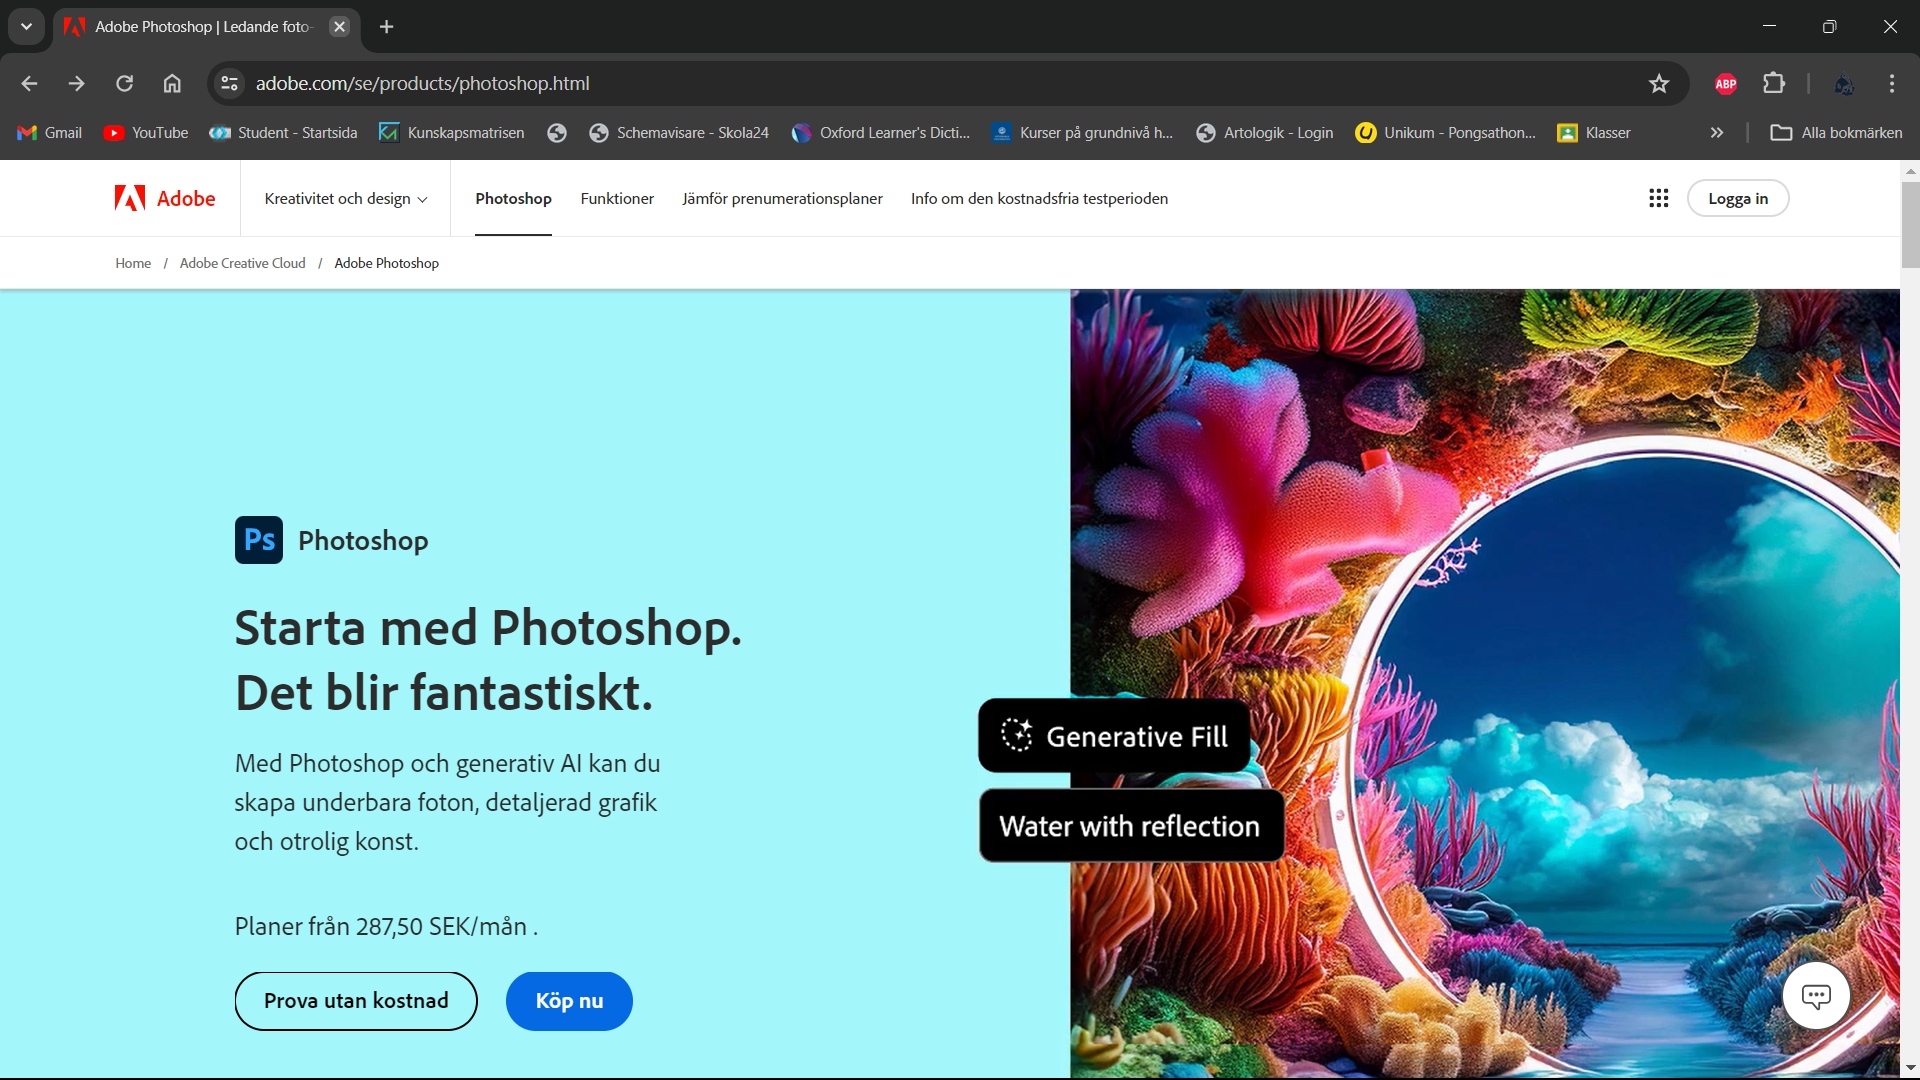 Adobe Photoshop | Ledande foto-
adobe.com/se/products/photoshop.html
ABP
Gmail
YouTube
Student - Startsida
Kunskapsmatrisen
Schemavisare - Skola24
Oxford Learner's Dicti...
Kurser på grundnivå h...
Artologik - Login
Unikum - Pongsathon...
Klasser
Alla bokmärken
Adobe
Kreativitet och design
Photoshop
Funktioner
Jämför prenumerationsplaner
Info om den kostnadsfria testperioden
Logga in
Home / Adobe Creative Cloud / Adobe Photoshop
Ps Photoshop
Starta med Photoshop.
Det blir fantastiskt.
Med Photoshop och generativ AI kan du
skapa underbara foton, detaljerad grafik
och otrolig konst.
Planer från 287,50 SEK/mån .
Prova utan kostnad
Köp nu
Generative Fill
Water with reflection